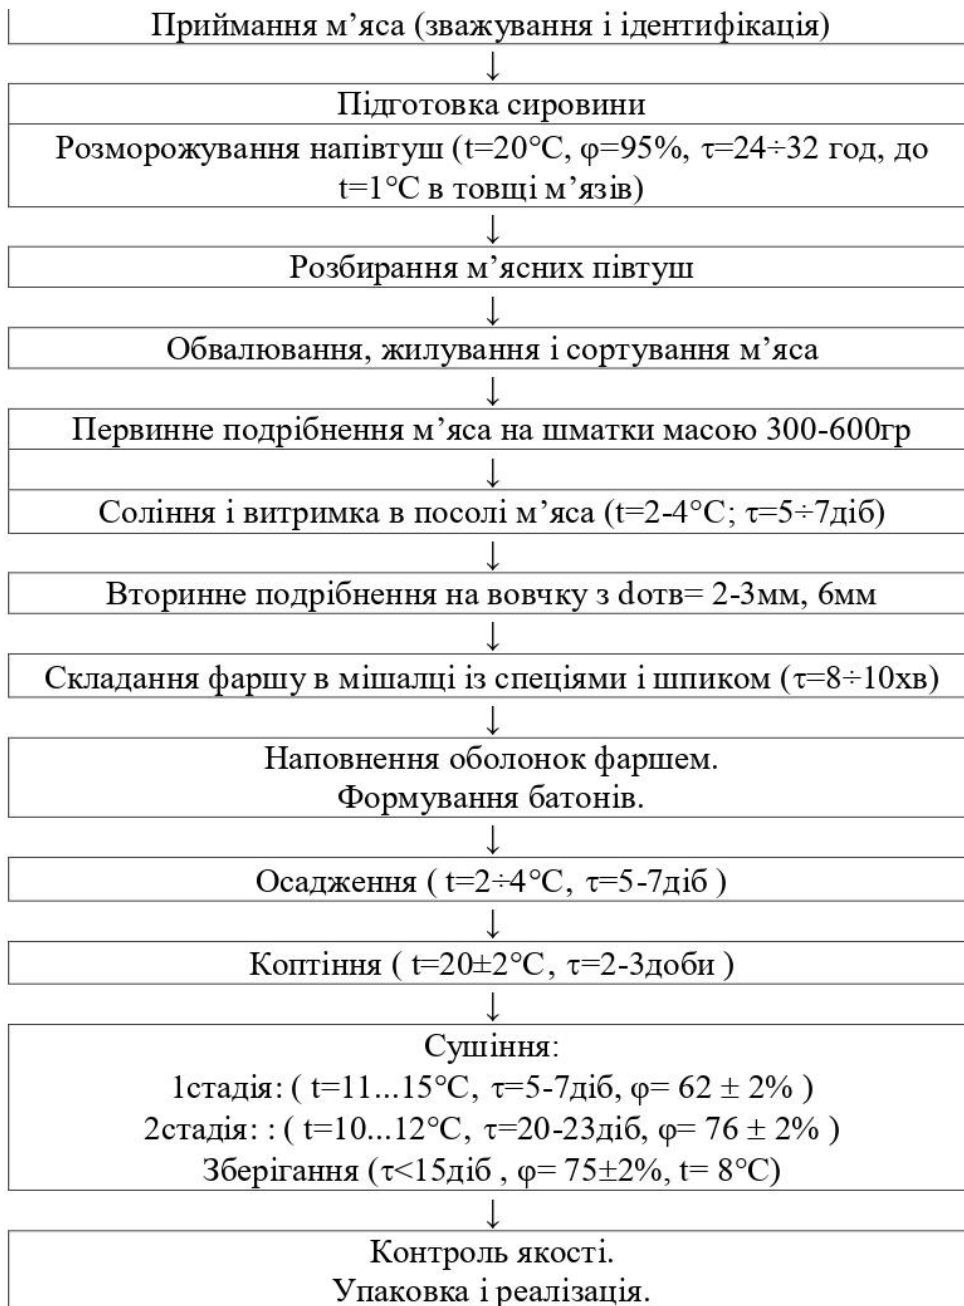 Приймання м’яса (зважування і ідентифікація)
↓
Підготовка сировини
Розморожування напівтуш (t=20°C, φ=95%, τ=24÷32 год, до
t=1°C в товщі м’язів)
↓
Розбирання м’ясних півтуш
↓
Обвалювання, жилування і сортування м’яса
↓
Первинне подрібнення м’яса на шматки масою 300-600гр
↓
Соління і витримка в посолі м’яса (t=2-4°C; τ=5÷7діб)
↓
Вторинне подрібнення на вовчку з dотв= 2-3мм, 6мм
↓
Складання фаршу в мішалці із спеціями і шпиком (τ=8÷10хв)
↓
Наповнення оболонок фаршем.
Формування батонів.
↓
Осадження ( t=2÷4°C, τ=5-7діб )
↓
Коптіння ( t=20±2°C, τ=2-3доби )
↓
Сушіння:
1стадія: ( t=11...15°C, τ=5-7діб, φ= 62 ± 2% )
2стадія: : ( t=10...12°C, τ=20-23діб, φ= 76 ± 2% )
Зберігання (τ<15діб , φ= 75±2%, t= 8°C)
↓
Контроль якості.
Упаковка і реалізація.